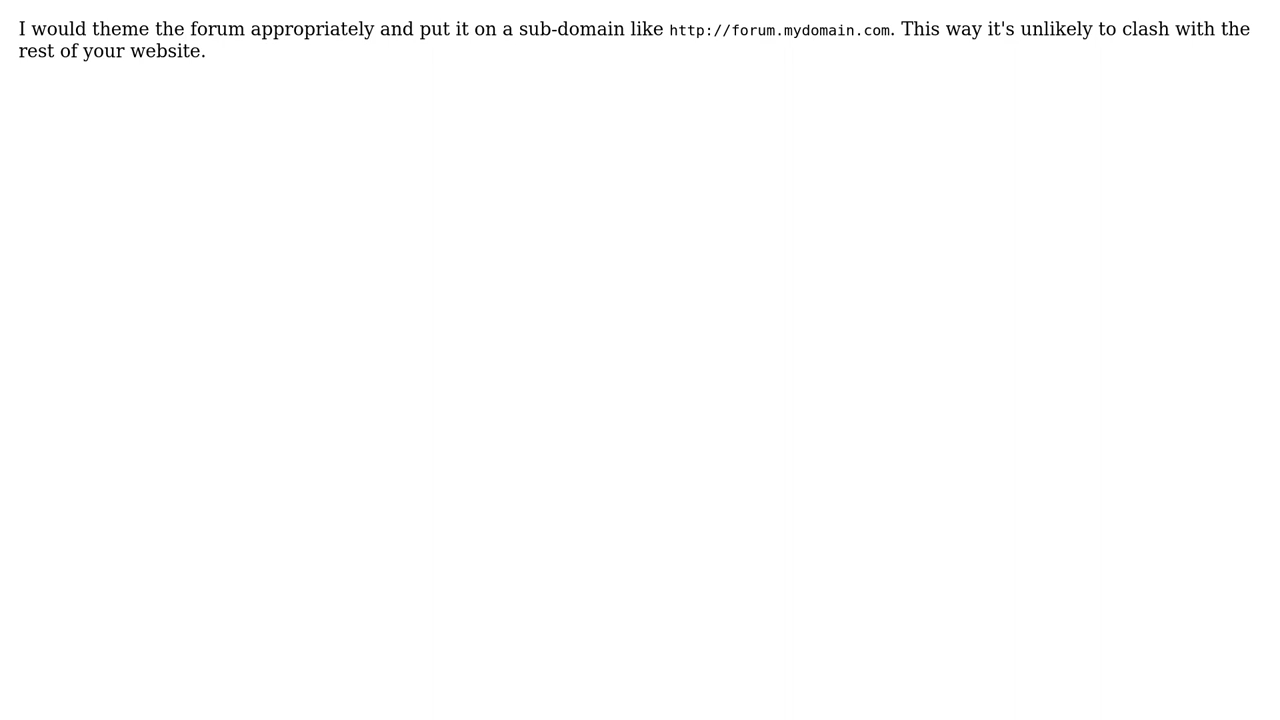 I would theme the forum appropriately and put it on a sub-domain like http://forum.mydomain.com. This way it's unlikely to clash with the
rest of your website.